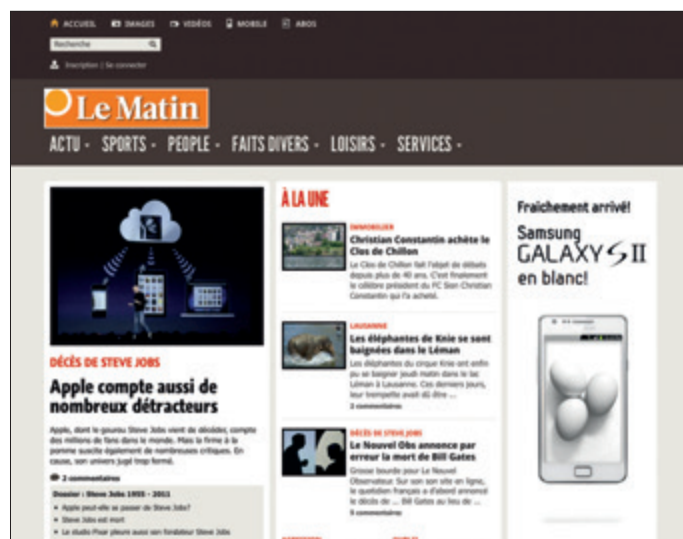 ACCUEIL IMAGES VIDÉOS MOBILE ABOS
Recherche
Inscription | Se connecter
Le Matin
ACTU SPORTS PEOPLE FAITS DIVERS LOISIRS SERVICES
DÉCÈS DE STEVE JOBS
Apple compte aussi de
nombreux détracteurs
Apple, dont le gourou Steve Jobs vient de décéder, compte
des millions de fans dans le monde. Mais la firme à la
pomme suscite également de nombreuses critiques. En
cause, son univers jugé trop fermé.
2 commentaires
Dossier : Steve Jobs 1955 - 2011
• Apple peut-elle se passer de Steve Jobs?
• Steve Jobs est mort
• Le studio Pixar pleure aussi son fondateur Steve Jobs
À LA UNE
IMMOBILIER
Christian Constantin achète le
Clos de Chillon
Le Clos de Chillon fait l'objet de débats
depuis plus de 40 ans. C'est finalement
le célèbre président du FC Sion Christian
Constantin qui l'a acheté.
LAUSANNE
Les éléphantes de Knie se sont
baignées dans le Léman
Les éléphantes du cirque Knie ont enfin
pu se baigner jeudi matin dans le lac
Léman à Lausanne. Ces derniers jours,
leur trempette avait dû être ...
2 commentaires
DÉCÈS DE STEVE JOBS
Le Nouvel Obs annonce par
erreur la mort de Bill Gates
Grosse bourde pour Le Nouvel
Observateur. Sur son site en ligne,
le quotidien français a d'abord annoncé
le décès de ... Bill Gates au lieu de ...
5 commentaires
Fraîchement arrivé!
Samsung
GALAXY S II
en blanc!